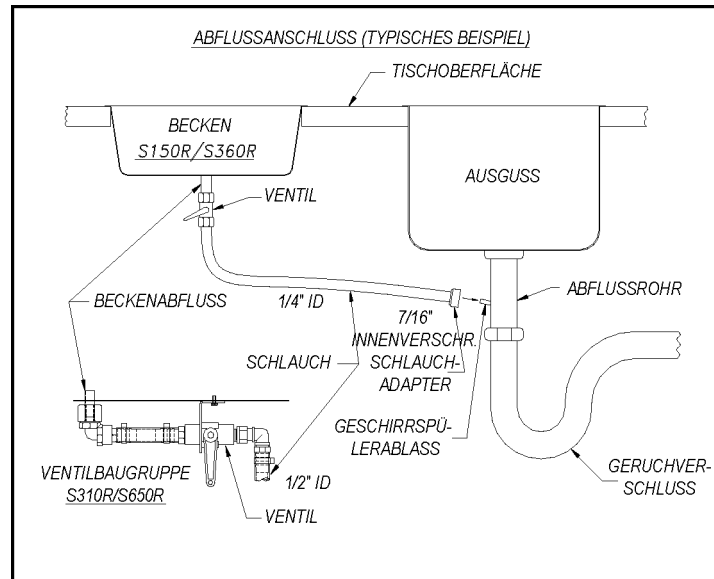 ABFLUSSANSCHLUSS (TYPISCHES BEISPIEL)
TISCHOBERFLÄCHE
BECKEN
S150R/S360R
AUSGUSS
VENTIL
BECKENABFLUSS
1/4" ID
ABFLUSSROHR
7/16"
INNENVERSCHR.
SCHLAUCH-
ADAPTER
SCHLAUCH
GESCHIRRSPÜ-
LERABLASS
GERUCHVER-
SCHLUSS
VENTILBAUGRUPPE
S310R/S650R
1/2" ID
VENTIL